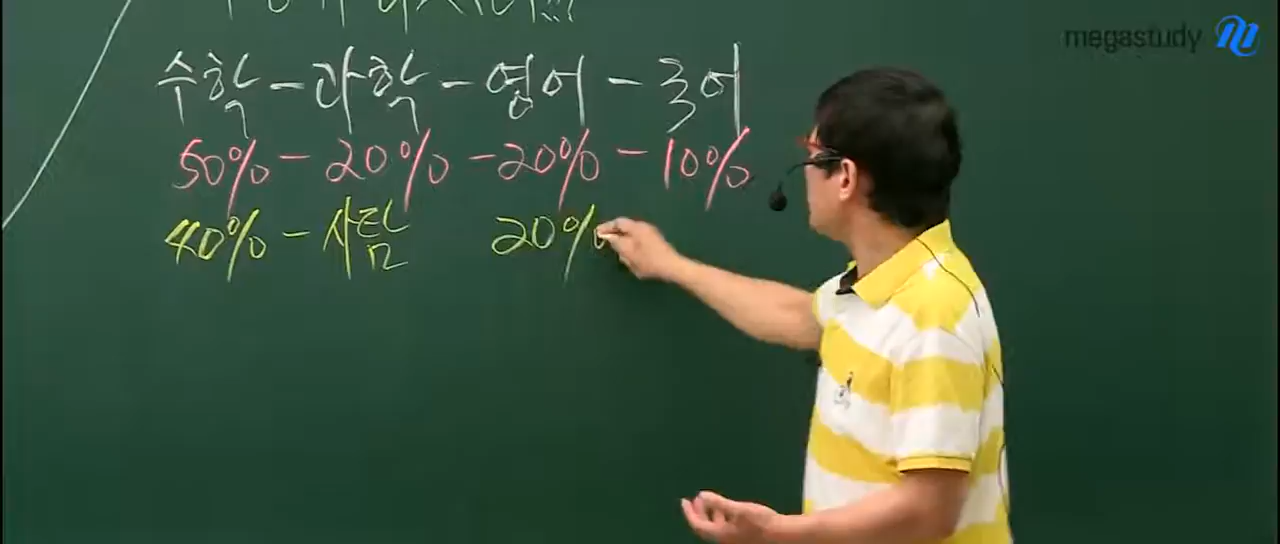 megastudy
수학 - 과학 - 영어 - 국어
50% - 20% - 20% - 10%
40% - 사탐 20%